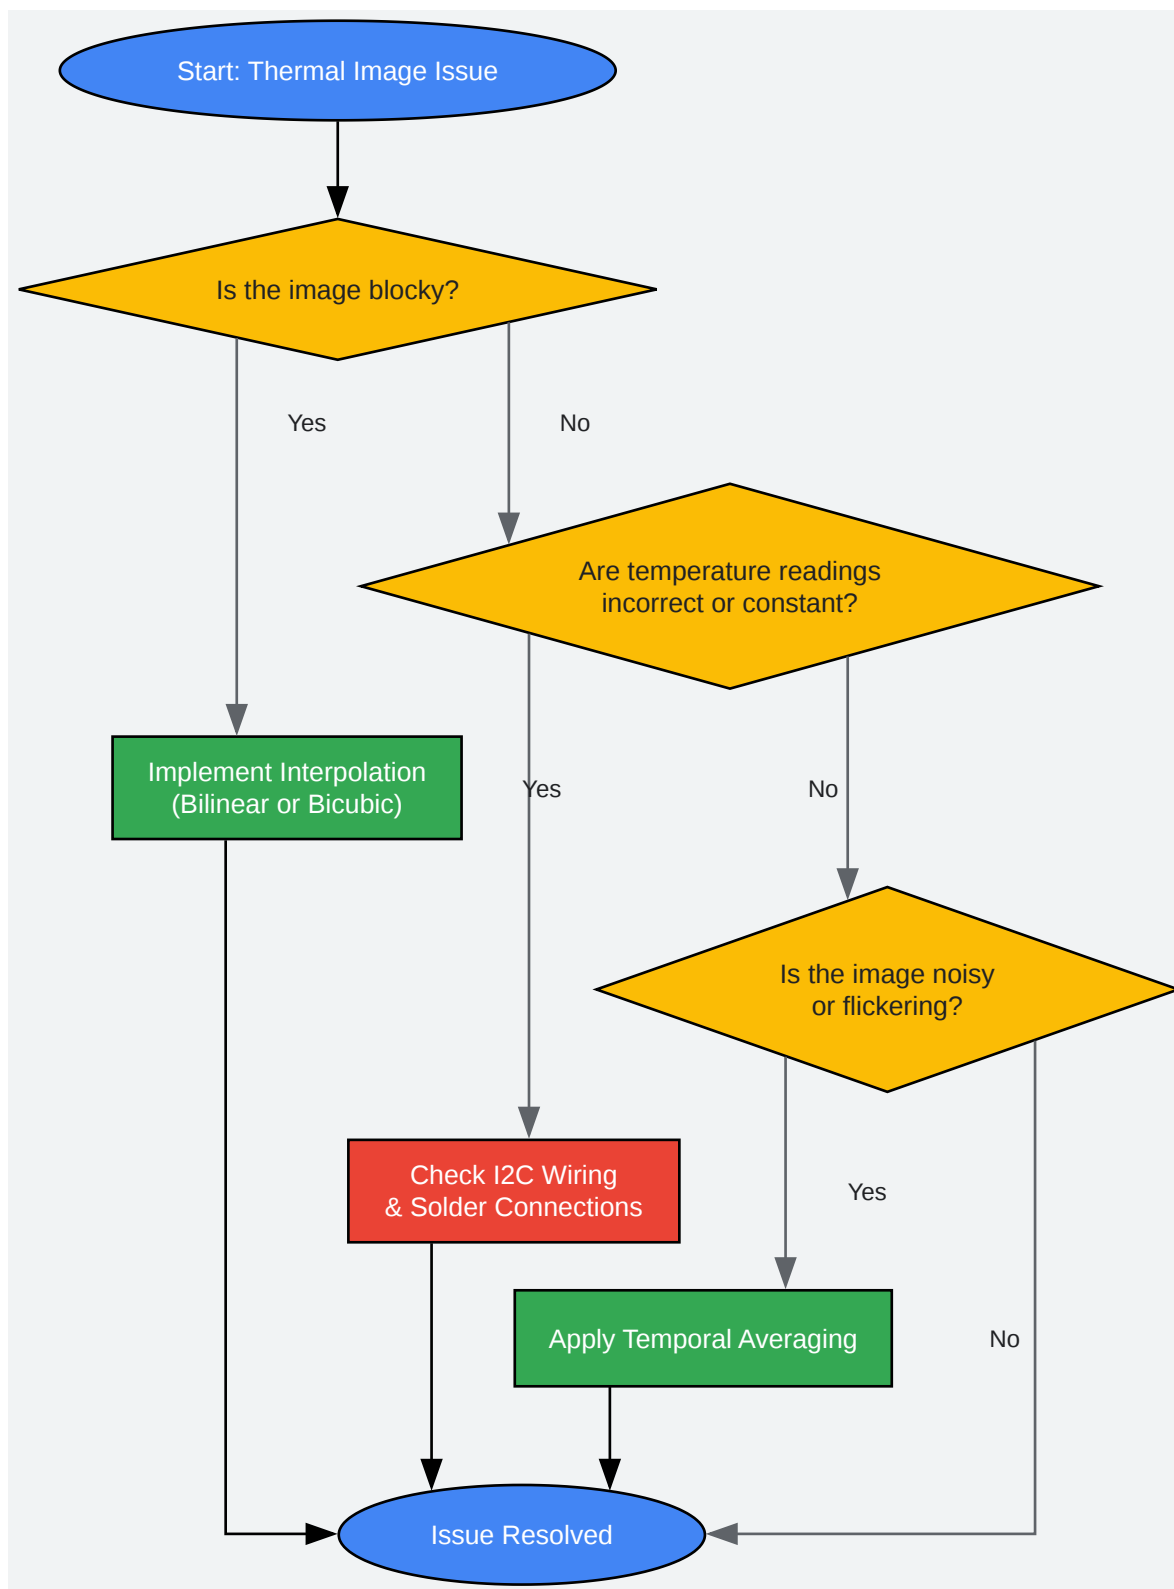 Start: Thermal Image Issue
Is the image blocky?
Yes
No
Are temperature readings
incorrect or constant?
Implement Interpolation
(Bilinear or Bicubic)
Yes
No
Is the image noisy
or flickering?
Check I2C Wiring
& Solder Connections
Yes
Apply Temporal Averaging
No
Issue Resolved